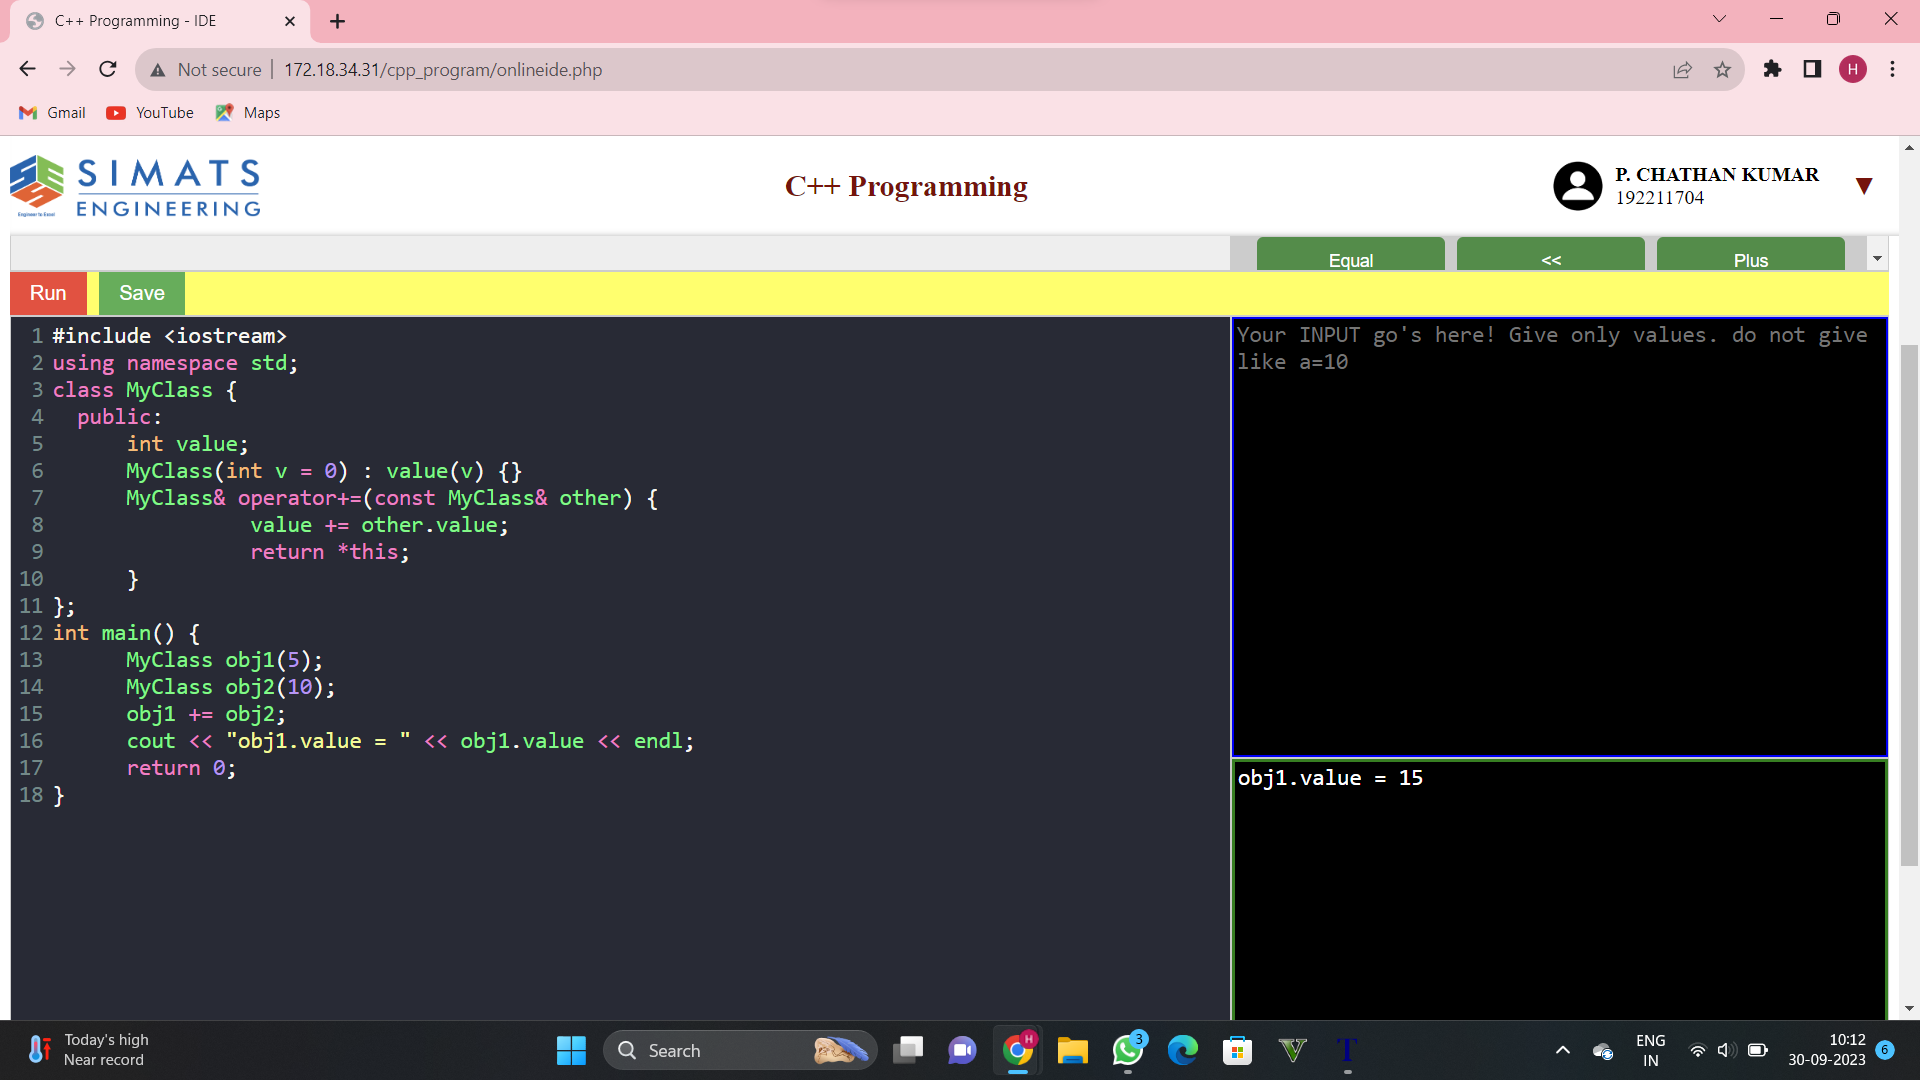 C++ Programming - IDE
Not secure | 172.18.34.31/cpp_program/onlineide.php
H
Gmail YouTube Maps
SIMATS
ENGINEERING
Engineer to Excel
C++ Programming
P. CHATHAN KUMAR
192211704
Equal << Plus
Run Save
1 #include <iostream>
2 using namespace std;
3 class MyClass {
4 public:
5 int value;
6 MyClass(int v = 0) : value(v) {}
7 MyClass& operator+=(const MyClass& other) {
8 value += other.value;
9 return *this;
10 }
11 };
12 int main() {
13 MyClass obj1(5);
14 MyClass obj2(10);
15 obj1 += obj2;
16 cout << "obj1.value = " << obj1.value << endl;
17 return 0;
18 }
Your INPUT go's here! Give only values. do not give
like a=10
obj1.value = 15
Today's high
Near record
Search
H
3
V
T
ENG
IN
10:12
30-09-2023
6